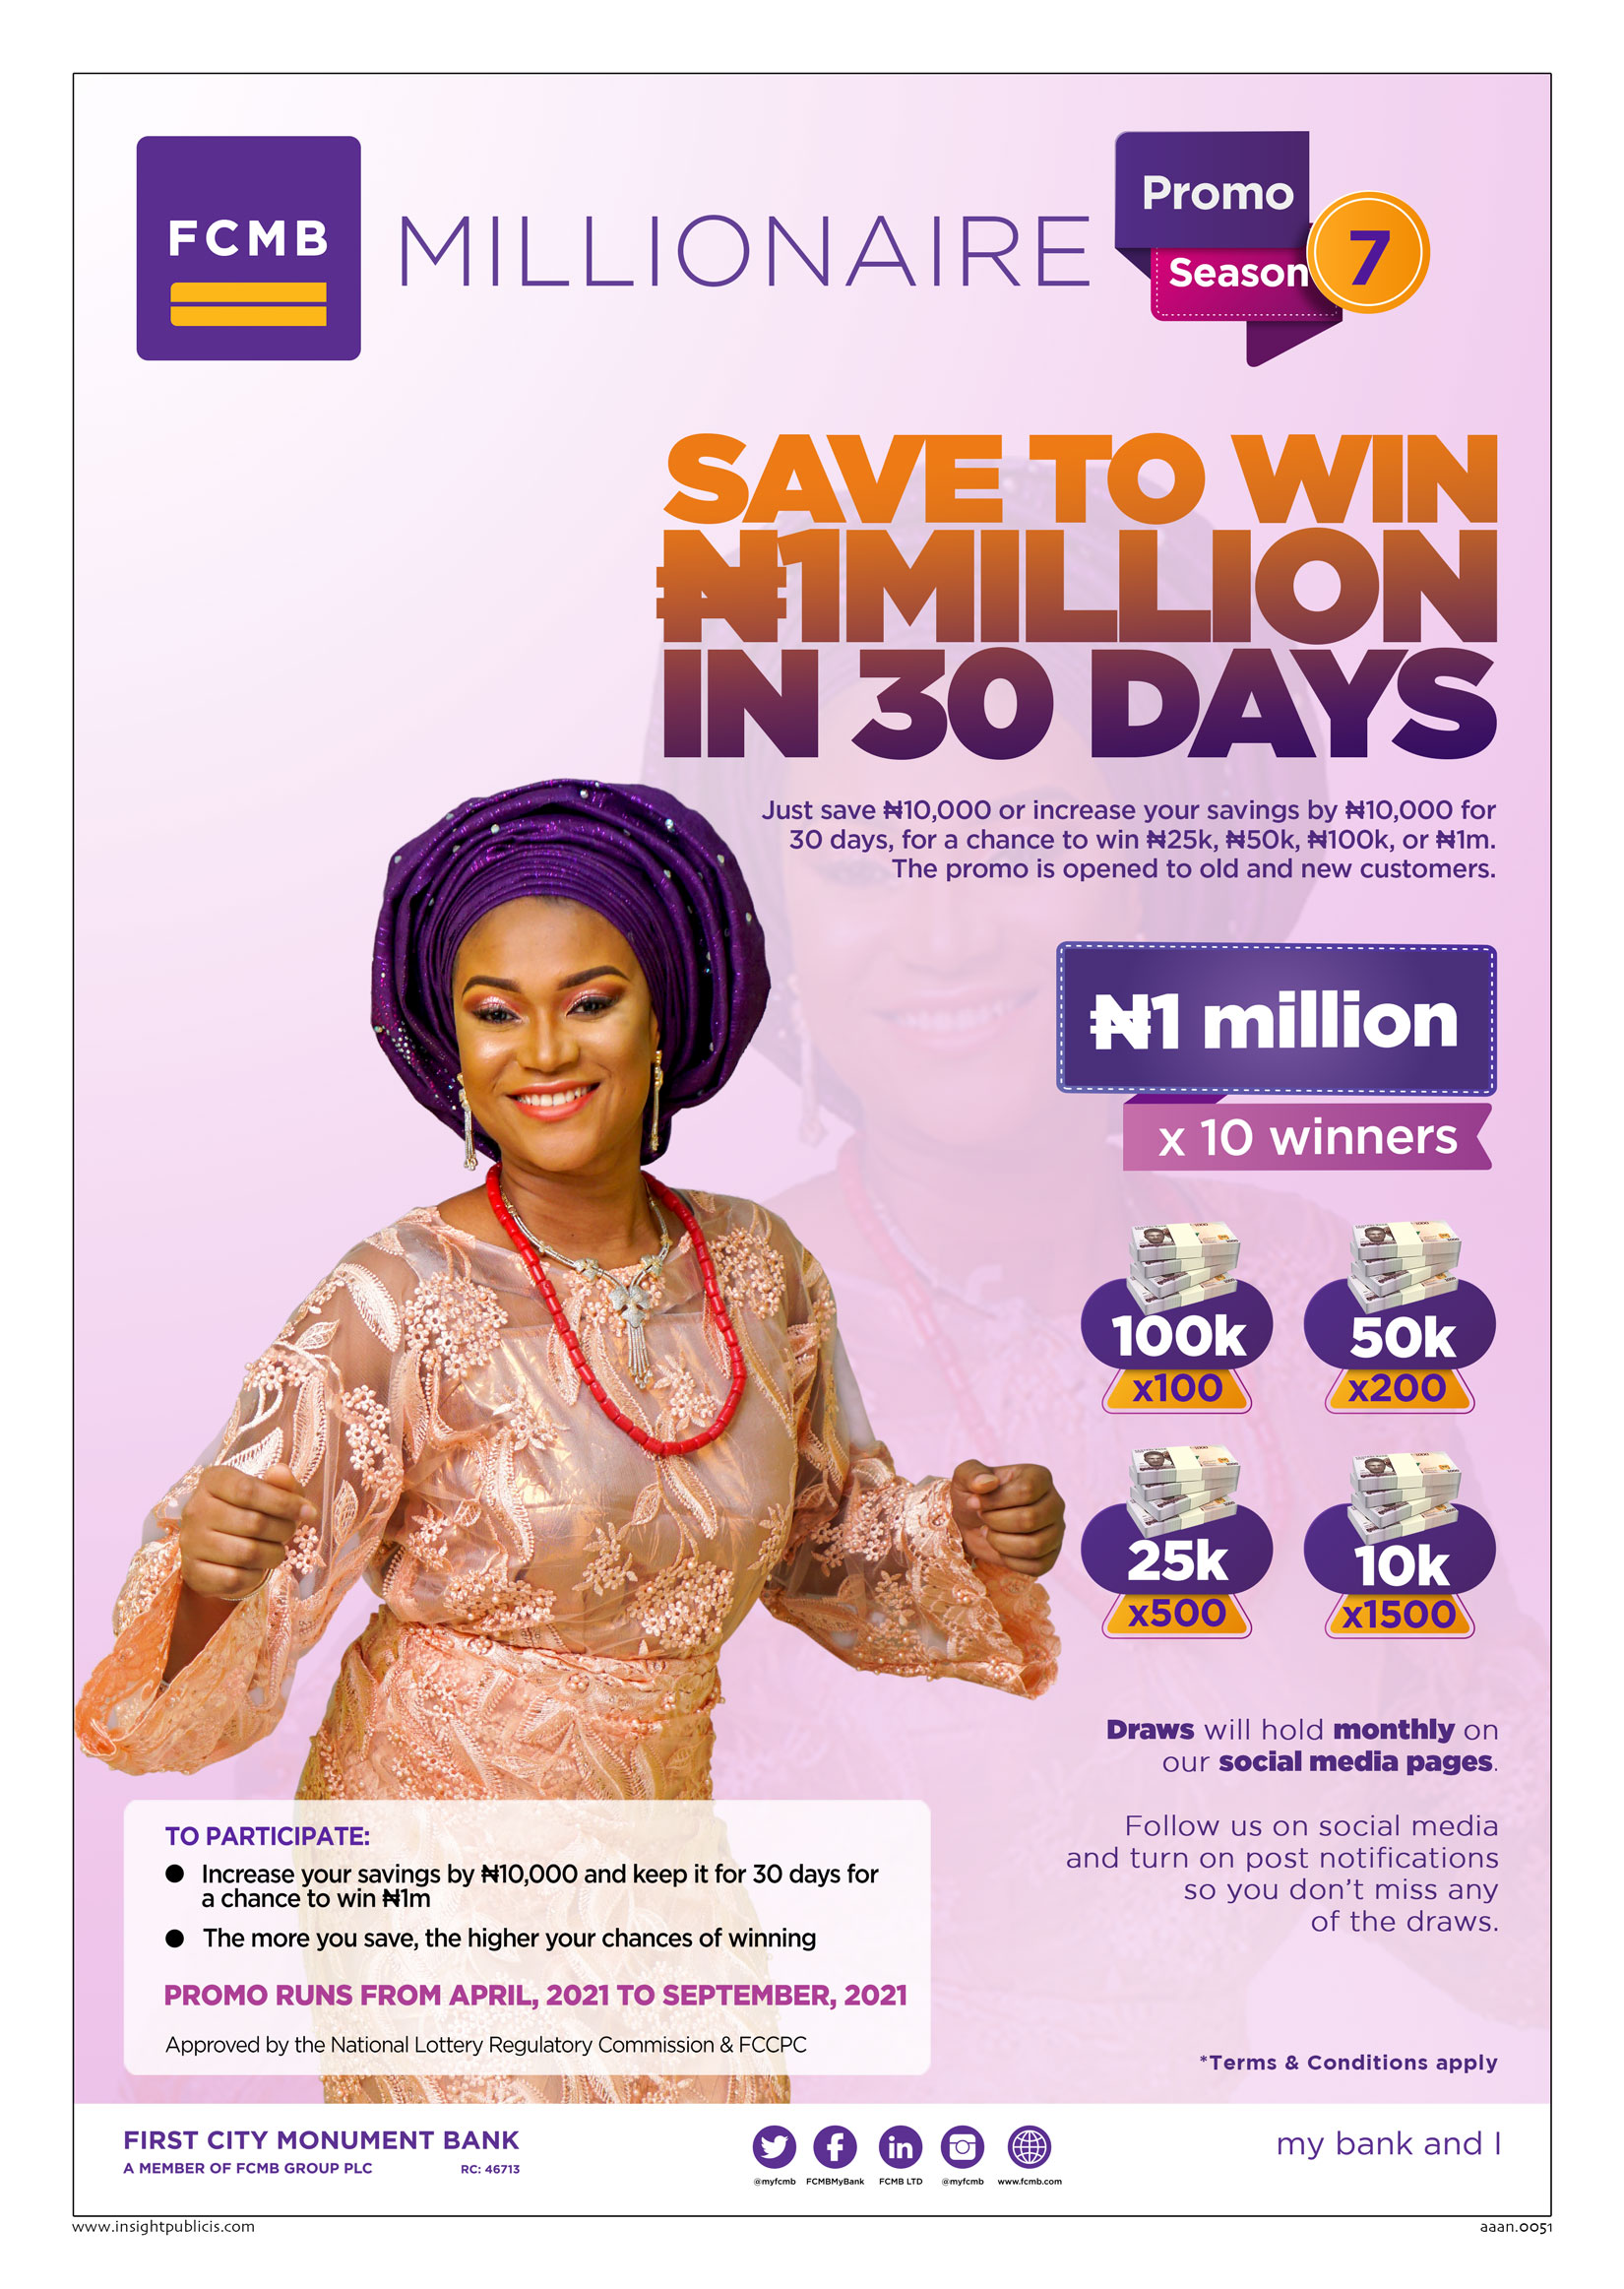 FCMB
MILLIONAIRE
Promo
Season
7
SAVE TO WIN
₦1MILLION
IN 30 DAYS
Just save ₦10,000 or increase your savings by ₦10,000 for
30 days, for a chance to win ₦25k, ₦50k, ₦100k, or ₦1m.
The promo is opened to old and new customers.
₦1 million
x 10 winners
100k
x100
50k
x200
25k
x500
10k
x1500
Draws will hold monthly on
our social media pages.
Follow us on social media
and turn on post notifications
so you don't miss any
of the draws.
TO PARTICIPATE:
● Increase your savings by ₦10,000 and keep it for 30 days for
a chance to win ₦1m
● The more you save, the higher your chances of winning
PROMO RUNS FROM APRIL, 2021 TO SEPTEMBER, 2021
Approved by the National Lottery Regulatory Commission & FCCPC
*Terms & Conditions apply
FIRST CITY MONUMENT BANK
A MEMBER OF FCMB GROUP PLC RC: 46713
@myfcmb FCMBMyBank FCMB LTD @myfcmb www.fcmb.com
my bank and I
www.insightpublicis.com
aaan.0051